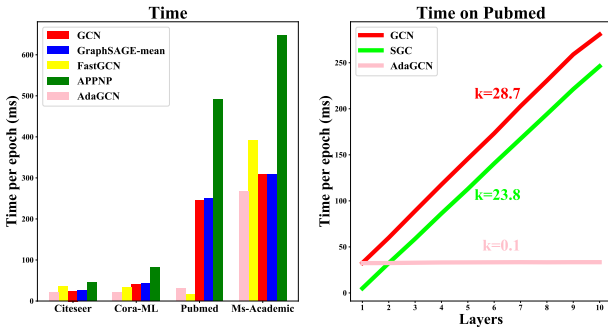 Time
Time per epoch (ms)
600
500
400
300
200
100
0
GCN
GraphSAGE-mean
FastGCN
APPNP
AdaGCN
Citeseer
Cora-ML
Pubmed
Ms-Academic
Time on Pubmed
Time per epoch (ms)
250
200
150
100
50
0
GCN
SGC
AdaGCN
k=28.7
k=23.8
k=0.1
1 2 3 4 5 6 7 8 9 10
Layers